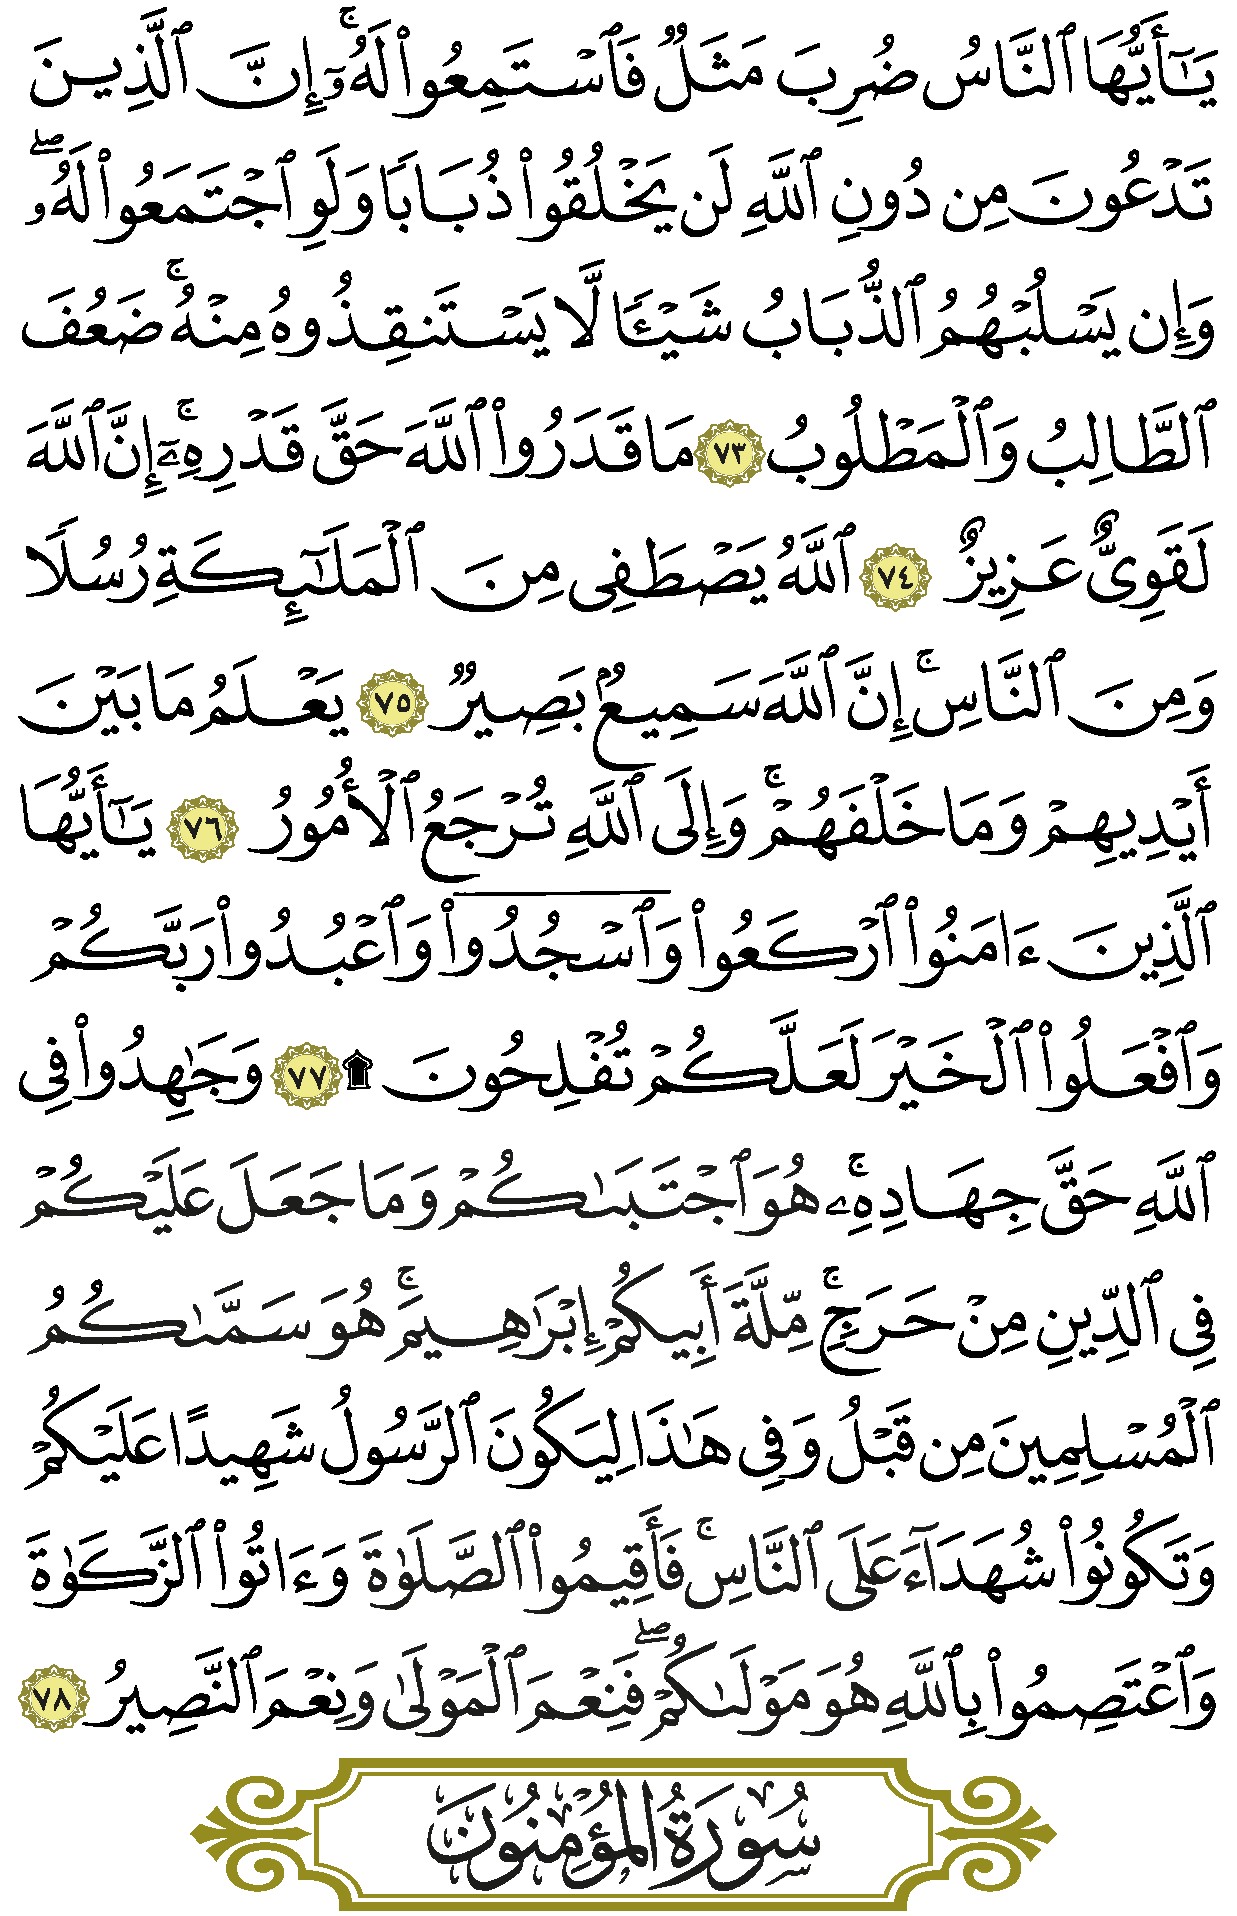 يَـٰٓأَيُّهَا ٱلنَّاسُ ضُرِبَ مَثَلٌ فَٱسْتَمِعُوا۟ لَهُۥٓ ۚ إِنَّ ٱلَّذِينَ
تَدْعُونَ مِن دُونِ ٱللَّهِ لَن يَخْلُقُوا۟ ذُبَابًا وَلَوِ ٱجْتَمَعُوا۟ لَهُۥ ۖ
وَإِن يَسْلُبْهُمُ ٱلذُّبَابُ شَيْـًٔا لَّا يَسْتَنقِذُوهُ مِنْهُ ۚ ضَعُفَ
ٱلطَّالِبُ وَٱلْمَطْلُوبُ ٧٣ مَا قَدَرُوا۟ ٱللَّهَ حَقَّ قَدْرِهِۦٓ ۚ إِنَّ ٱللَّهَ
لَقَوِىٌّ عَزِيزٌ ٧٤ ٱللَّهُ يَصْطَفِى مِنَ ٱلْمَلَـٰٓئِكَةِ رُسُلًا
وَمِنَ ٱلنَّاسِ ۚ إِنَّ ٱللَّهَ سَمِيعٌۢ بَصِيرٌ ٧٥ يَعْلَمُ مَا بَيْنَ
أَيْدِيهِمْ وَمَا خَلْفَهُمْ ۚ وَإِلَى ٱللَّهِ تُرْجَعُ ٱلْأُمُورُ ٧٦ يَـٰٓأَيُّهَا
ٱلَّذِينَ ءَامَنُوا۟ ٱرْكَعُوا۟ وَٱسْجُدُوا۟ وَٱعْبُدُوا۟ رَبَّكُمْ
وَٱفْعَلُوا۟ ٱلْخَيْرَ لَعَلَّكُمْ تُفْلِحُونَ ۩ ٧٧ وَجَـٰهِدُوا۟ فِى
ٱللَّهِ حَقَّ جِهَادِهِۦ ۚ هُوَ ٱجْتَبَىٰكُمْ وَمَا جَعَلَ عَلَيْكُمْ
فِى ٱلدِّينِ مِنْ حَرَجٍ ۚ مِّلَّةَ أَبِيكُمْ إِبْرَٰهِيمَ ۚ هُوَ سَمَّىٰكُمُ
ٱلْمُسْلِمِينَ مِن قَبْلُ وَفِى هَـٰذَا لِيَكُونَ ٱلرَّسُولُ شَهِيدًا عَلَيْكُمْ
وَتَكُونُوا۟ شُهَدَآءَ عَلَى ٱلنَّاسِ ۚ فَأَقِيمُوا۟ ٱلصَّلَوٰةَ وَءَاتُوا۟ ٱلزَّكَوٰةَ
وَٱعْتَصِمُوا۟ بِٱللَّهِ هُوَ مَوْلَىٰكُمْ ۖ فَنِعْمَ ٱلْمَوْلَىٰ وَنِعْمَ ٱلنَّصِيرُ ٧٨
سُورَةُ الْمُؤْمِنُونَ